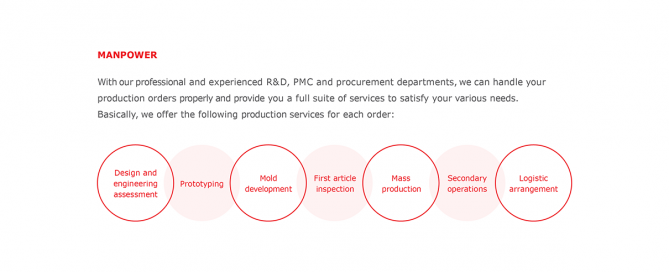 MANPOWER
With our professional and experienced R&D, PMC and procurement departments, we can handle your
production orders properly and provide you a full suite of services to satisfy your various needs.
Basically, we offer the following production services for each order:
Design and
engineering
assessment
Prototyping
Mold
development
First article
inspection
Mass
production
Secondary
operations
Logistic
arrangement